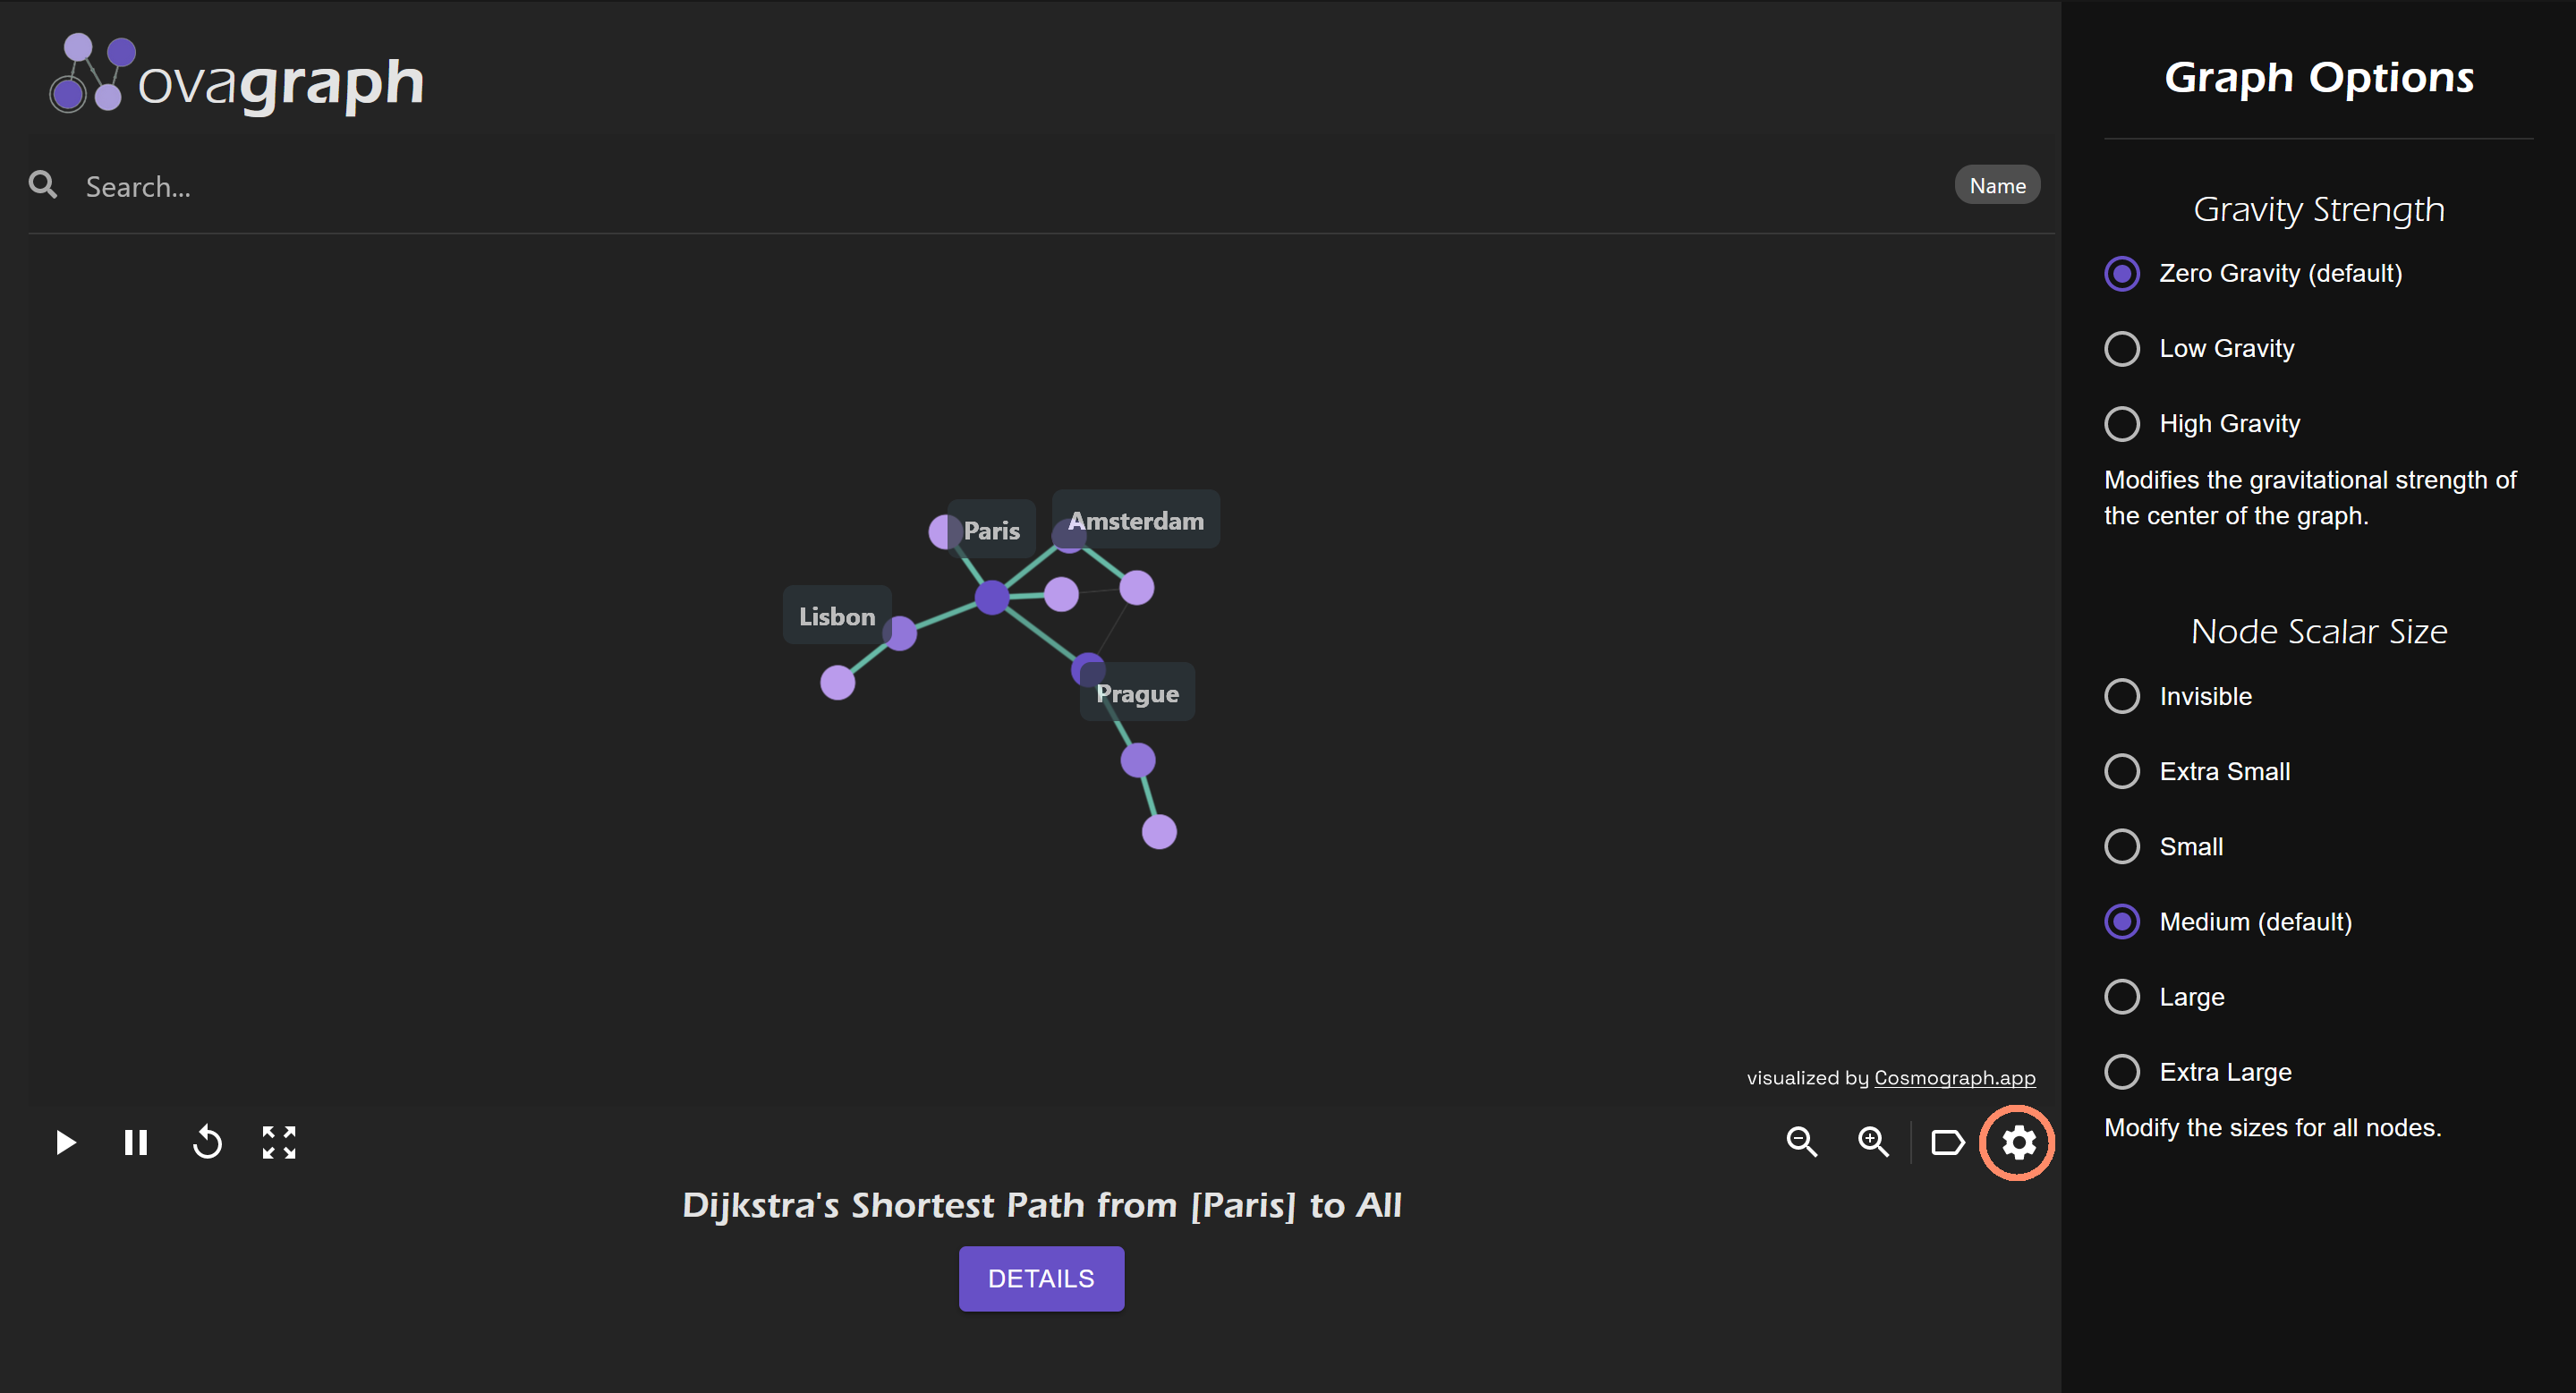 ovagraph
Search...
Name
Paris
Amsterdam
Lisbon
Prague
visualized by Cosmograph.app
Dijkstra's Shortest Path from [Paris] to All
DETAILS
Graph Options
Gravity Strength
Zero Gravity (default)
Low Gravity
High Gravity
Modifies the gravitational strength of
the center of the graph.
Node Scalar Size
Invisible
Extra Small
Small
Medium (default)
Large
Extra Large
Modify the sizes for all nodes.